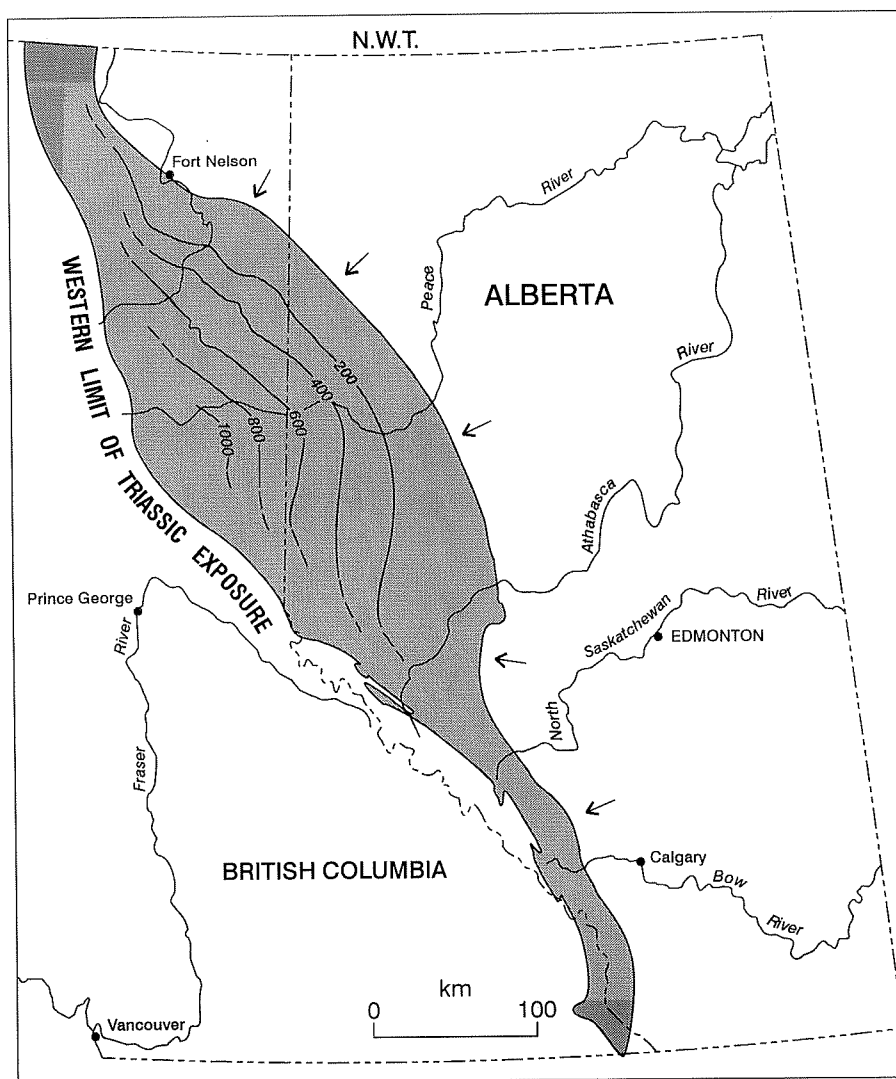 N.W.T.
Fort Nelson
River
Peace
ALBERTA
River
WESTERN LIMIT OF TRIASSIC EXPOSURE
200
400
600
800
1000
Athabasca
Prince George
River
Saskatchewan
River
EDMONTON
North
Fraser
BRITISH COLUMBIA
Calgary
Bow
River
km
0 100
Vancouver